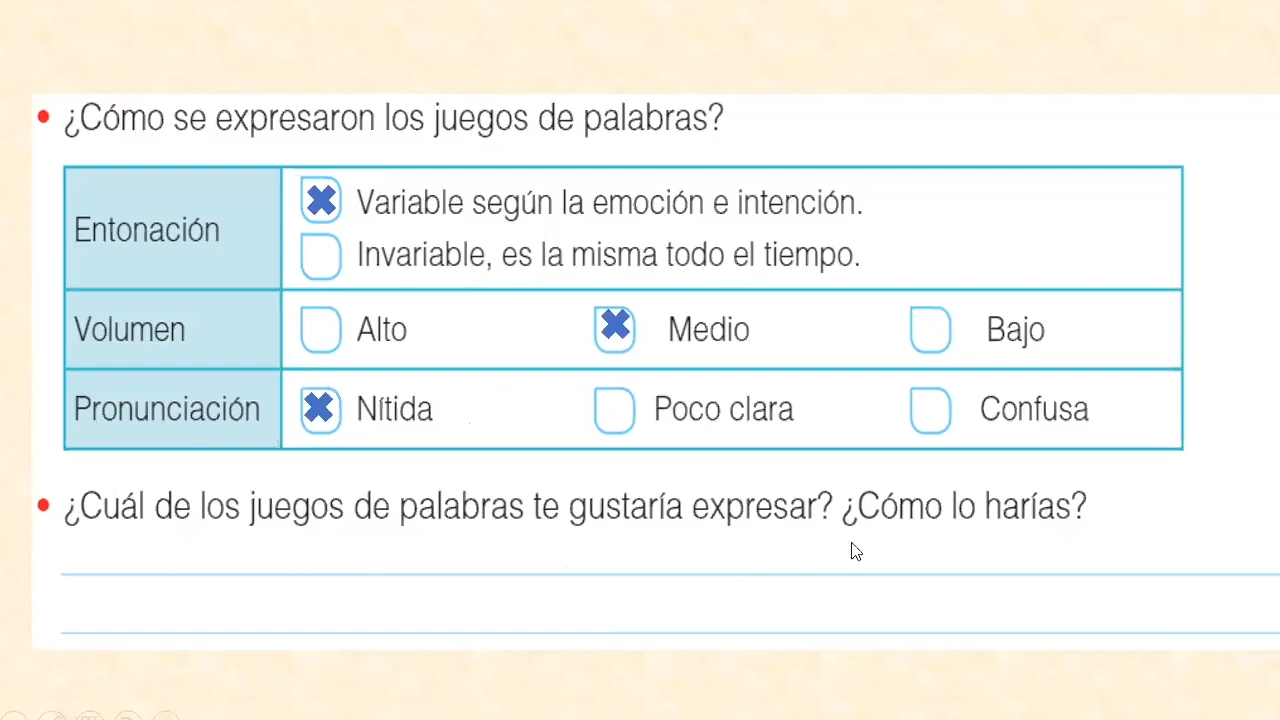 ¿Cómo se expresaron los juegos de palabras?
Entonación
Variable según la emoción e intención.
Invariable, es la misma todo el tiempo.
Volumen
Alto
Medio
Bajo
Pronunciación
Nítida
Poco clara
Confusa
¿Cuál de los juegos de palabras te gustaría expresar? ¿Cómo lo harías?